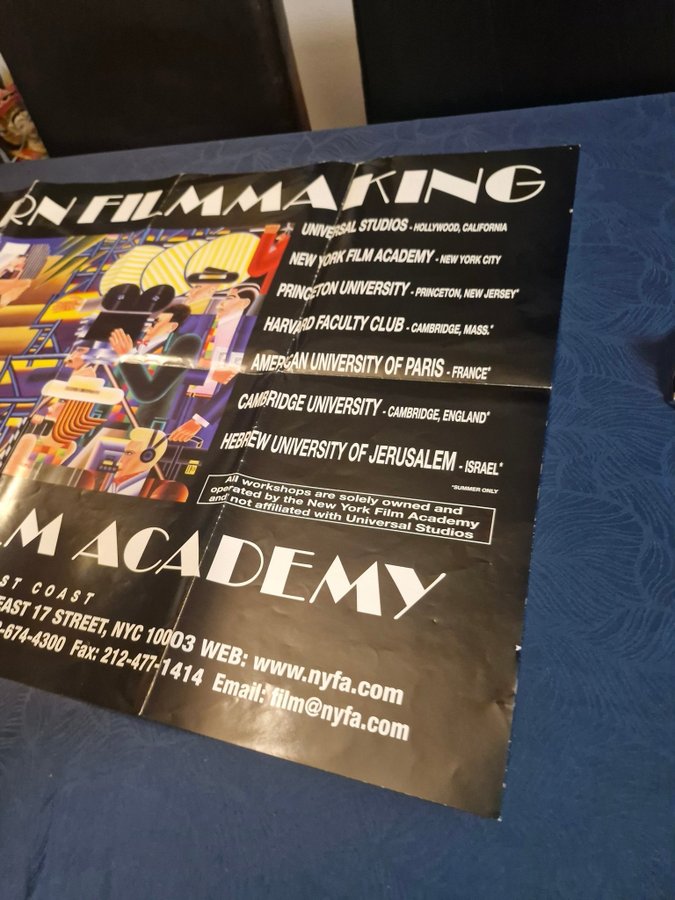 RN FILMMAKING
UNIVERSAL STUDIOS - HOLLYWOOD, CALIFORNIA
NEW YORK FILM ACADEMY - NEW YORK CITY
PRINCETON UNIVERSITY - PRINCETON, NEW JERSEY*
HARVARD FACULTY CLUB - CAMBRIDGE, MASS.*
AMERICAN UNIVERSITY OF PARIS - FRANCE*
CAMBRIDGE UNIVERSITY - CAMBRIDGE, ENGLAND*
HEBREW UNIVERSITY OF JERUSALEM - ISRAEL*
*SUMMER ONLY
All workshops are solely owned and
operated by the New York Film Academy
and not affiliated with Universal Studios
LM ACADEMY
ST COAST
EAST 17 STREET, NYC 10003 WEB: www.nyfa.com
-674-4300 Fax: 212-477-1414 Email: film@nyfa.com